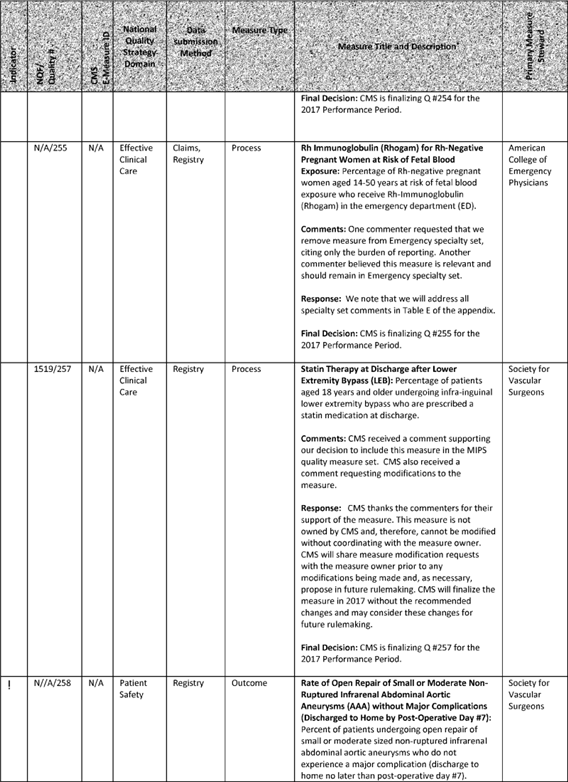 Indicator
NQF/
Quality #
CMS
E-Measure ID
National
Quality
Strategy
Domain
Data
submission
Method
Measure Type
Measure Title and Description
Primary Measure
Steward
Final Decision: CMS is finalizing Q #254 for the
2017 Performance Period.
N/A/255
N/A
Effective
Clinical
Care
Claims,
Registry
Process
Rh Immunoglobulin (Rhogam) for Rh-Negative
Pregnant Women at Risk of Fetal Blood
Exposure: Percentage of Rh-negative pregnant
women aged 14-50 years at risk of fetal blood
exposure who receive Rh-Immunoglobulin
(Rhogam) in the emergency department (ED).
Comments: One commenter requested that we
remove measure from Emergency specialty set,
citing only the burden of reporting. Another
commenter believed this measure is relevant and
should remain in Emergency specialty set.
Response: We note that we will address all
specialty set comments in Table E of the appendix.
Final Decision: CMS is finalizing Q #255 for the
2017 Performance Period.
American
College of
Emergency
Physicians
1519/257
N/A
Effective
Clinical
Care
Registry
Process
Statin Therapy at Discharge after Lower
Extremity Bypass (LEB): Percentage of patients
aged 18 years and older undergoing infra-inguinal
lower extremity bypass who are prescribed a
statin medication at discharge.
Comments: CMS received a comment supporting
our decision to include this measure in the MIPS
quality measure set. CMS also received a
comment requesting modifications to the
measure.
Response: CMS thanks the commenters for their
support of the measure. This measure is not
owned by CMS and, therefore, cannot be modified
without coordinating with the measure owner.
CMS will share measure modification requests
with the measure owner prior to any
modifications being made and, as necessary,
propose in future rulemaking. CMS will finalize the
measure in 2017 without the recommended
changes and may consider these changes for
future rulemaking.
Final Decision: CMS is finalizing Q #257 for the
2017 Performance Period.
Society for
Vascular
Surgeons
!
N//A/258
N/A
Patient
Safety
Registry
Outcome
Rate of Open Repair of Small or Moderate Non-
Ruptured Infrarenal Abdominal Aortic
Aneurysms (AAA) without Major Complications
(Discharged to Home by Post-Operative Day #7):
Percent of patients undergoing open repair of
small or moderate sized non-ruptured infrarenal
abdominal aortic aneurysms who do not
experience a major complication (discharge to
home no later than post-operative day #7).
Society for
Vascular
Surgeons